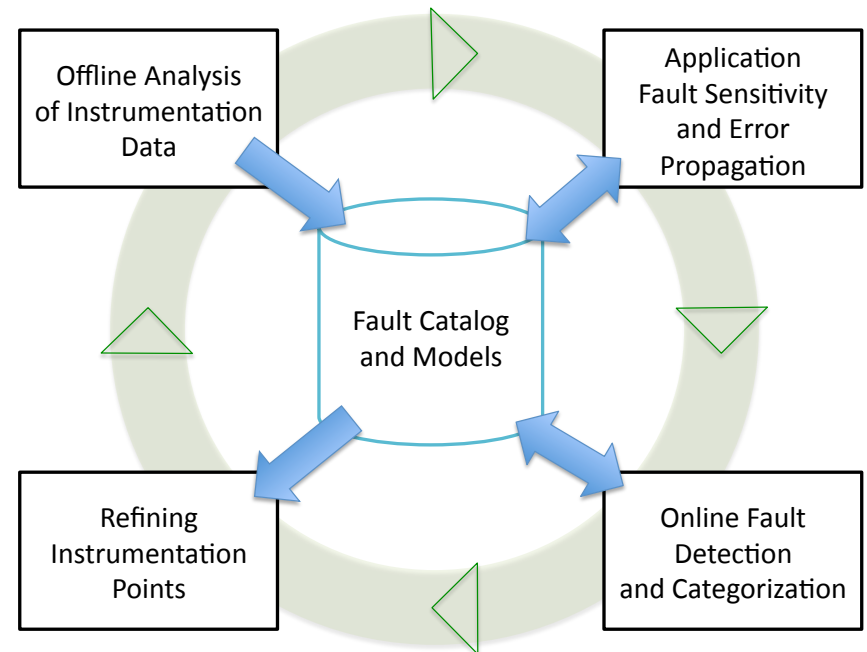 Offline Analysis
of Instrumentation
Data
Application
Fault Sensitivity
and Error
Propagation
Fault Catalog
and Models
Refining
Instrumentation
Points
Online Fault
Detection
and Categorization